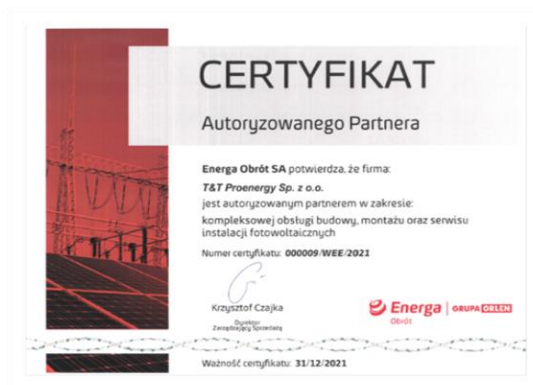 CERTYFIKAT
Autoryzowanego Partnera
Energa Obrót SA potwierdza, że firma:
T&T Proenergy Sp. z o.o.
jest autoryzowanym partnerem w zakresie:
kompleksowej obsługi budowy, montażu oraz serwisu
instalacji fotowoltaicznych
Numer certyfikatu: 000009/WEE/2021
Krzysztof Czajka
Dyrektor
Zarządzający Sprzedażą
Energa GRUPA ORLEN
Obrót
Ważność certyfikatu: 31/12/2021